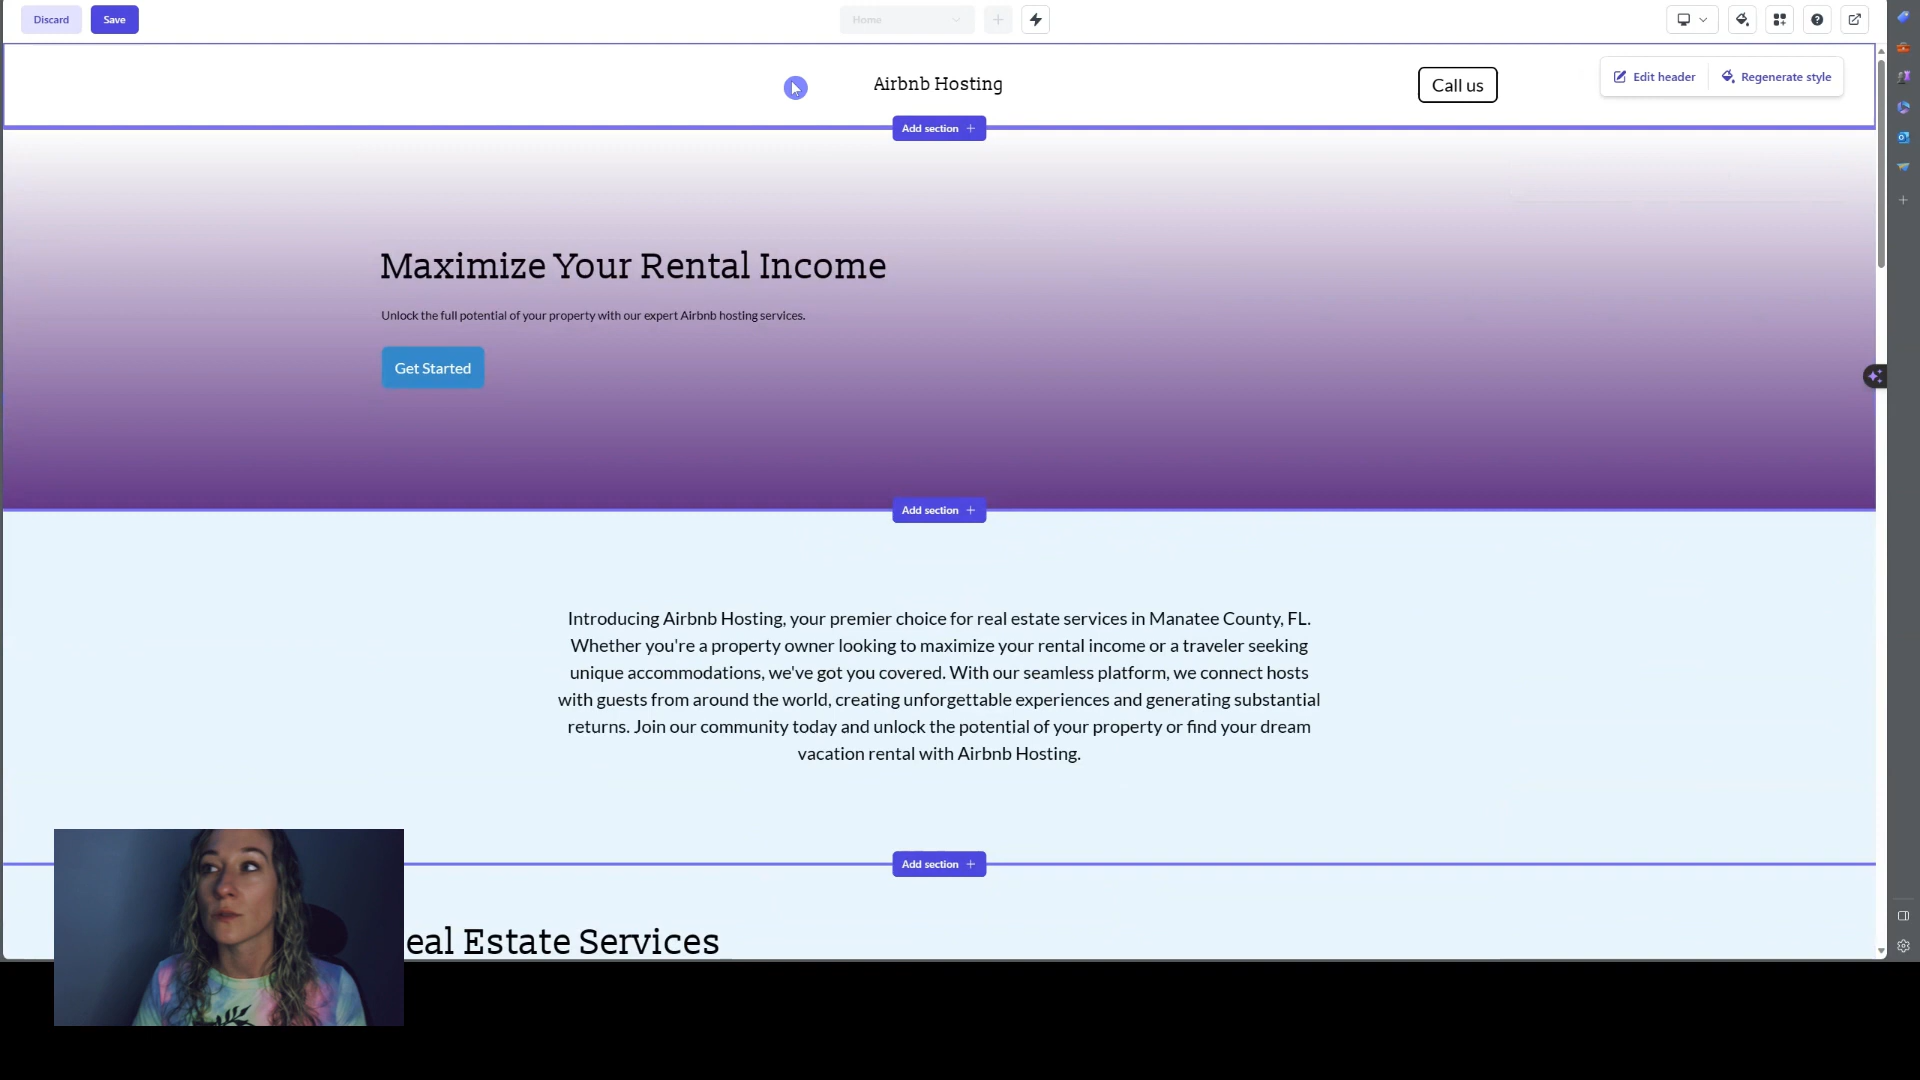 Discard
Save
Home
Airbnb Hosting
Call us
Edit header
Regenerate style
Add section
Maximize Your Rental Income
Unlock the full potential of your property with our expert Airbnb hosting services.
Get Started
Add section
Introducing Airbnb Hosting, your premier choice for real estate services in Manatee County, FL.
Whether you're a property owner looking to maximize your rental income or a traveler seeking
unique accommodations, we've got you covered. With our seamless platform, we connect hosts
with guests from around the world, creating unforgettable experiences and generating substantial
returns. Join our community today and unlock the potential of your property or find your dream
vacation rental with Airbnb Hosting.
Add section
eal Estate Services